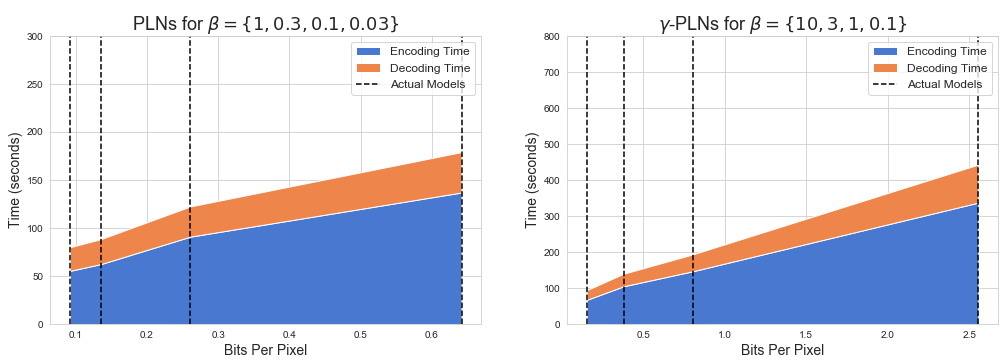 PLNs for β = {1, 0.3, 0.1, 0.03}
300
250
200
150
100
50
0
Time (seconds)
Encoding Time
Decoding Time
Actual Models
0.1 0.2 0.3 0.4 0.5 0.6
Bits Per Pixel
γ-PLNs for β = {10, 3, 1, 0.1}
800
700
600
500
400
300
200
100
0
Time (seconds)
Encoding Time
Decoding Time
Actual Models
0.5 1.0 1.5 2.0 2.5
Bits Per Pixel